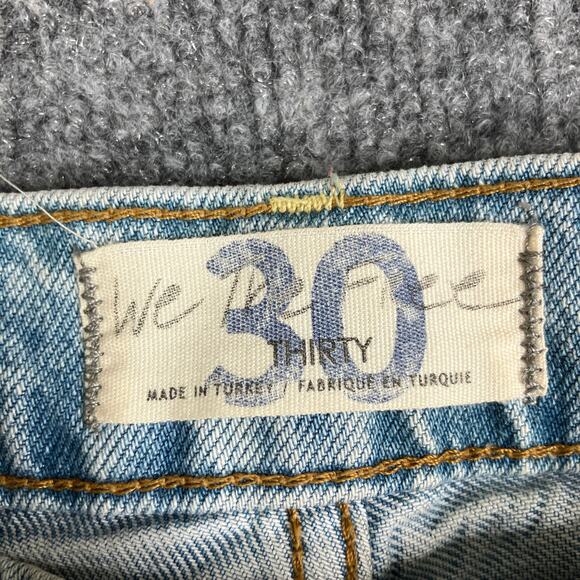 We The Free
30
THIRTY
MADE IN TURKEY / FABRIQUE EN TURQUIE